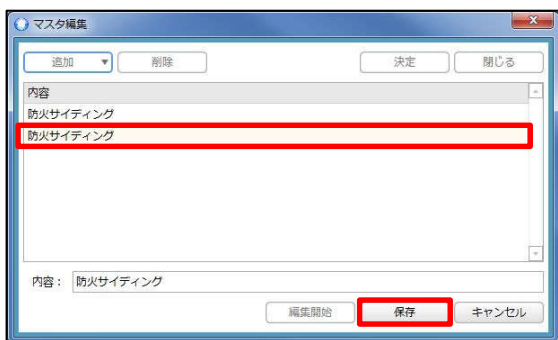 マスタ編集
追加 削除 決定 閉じる
内容
防火サイディング
防火サイディング
内容： 防火サイディング
編集開始 保存 キャンセル